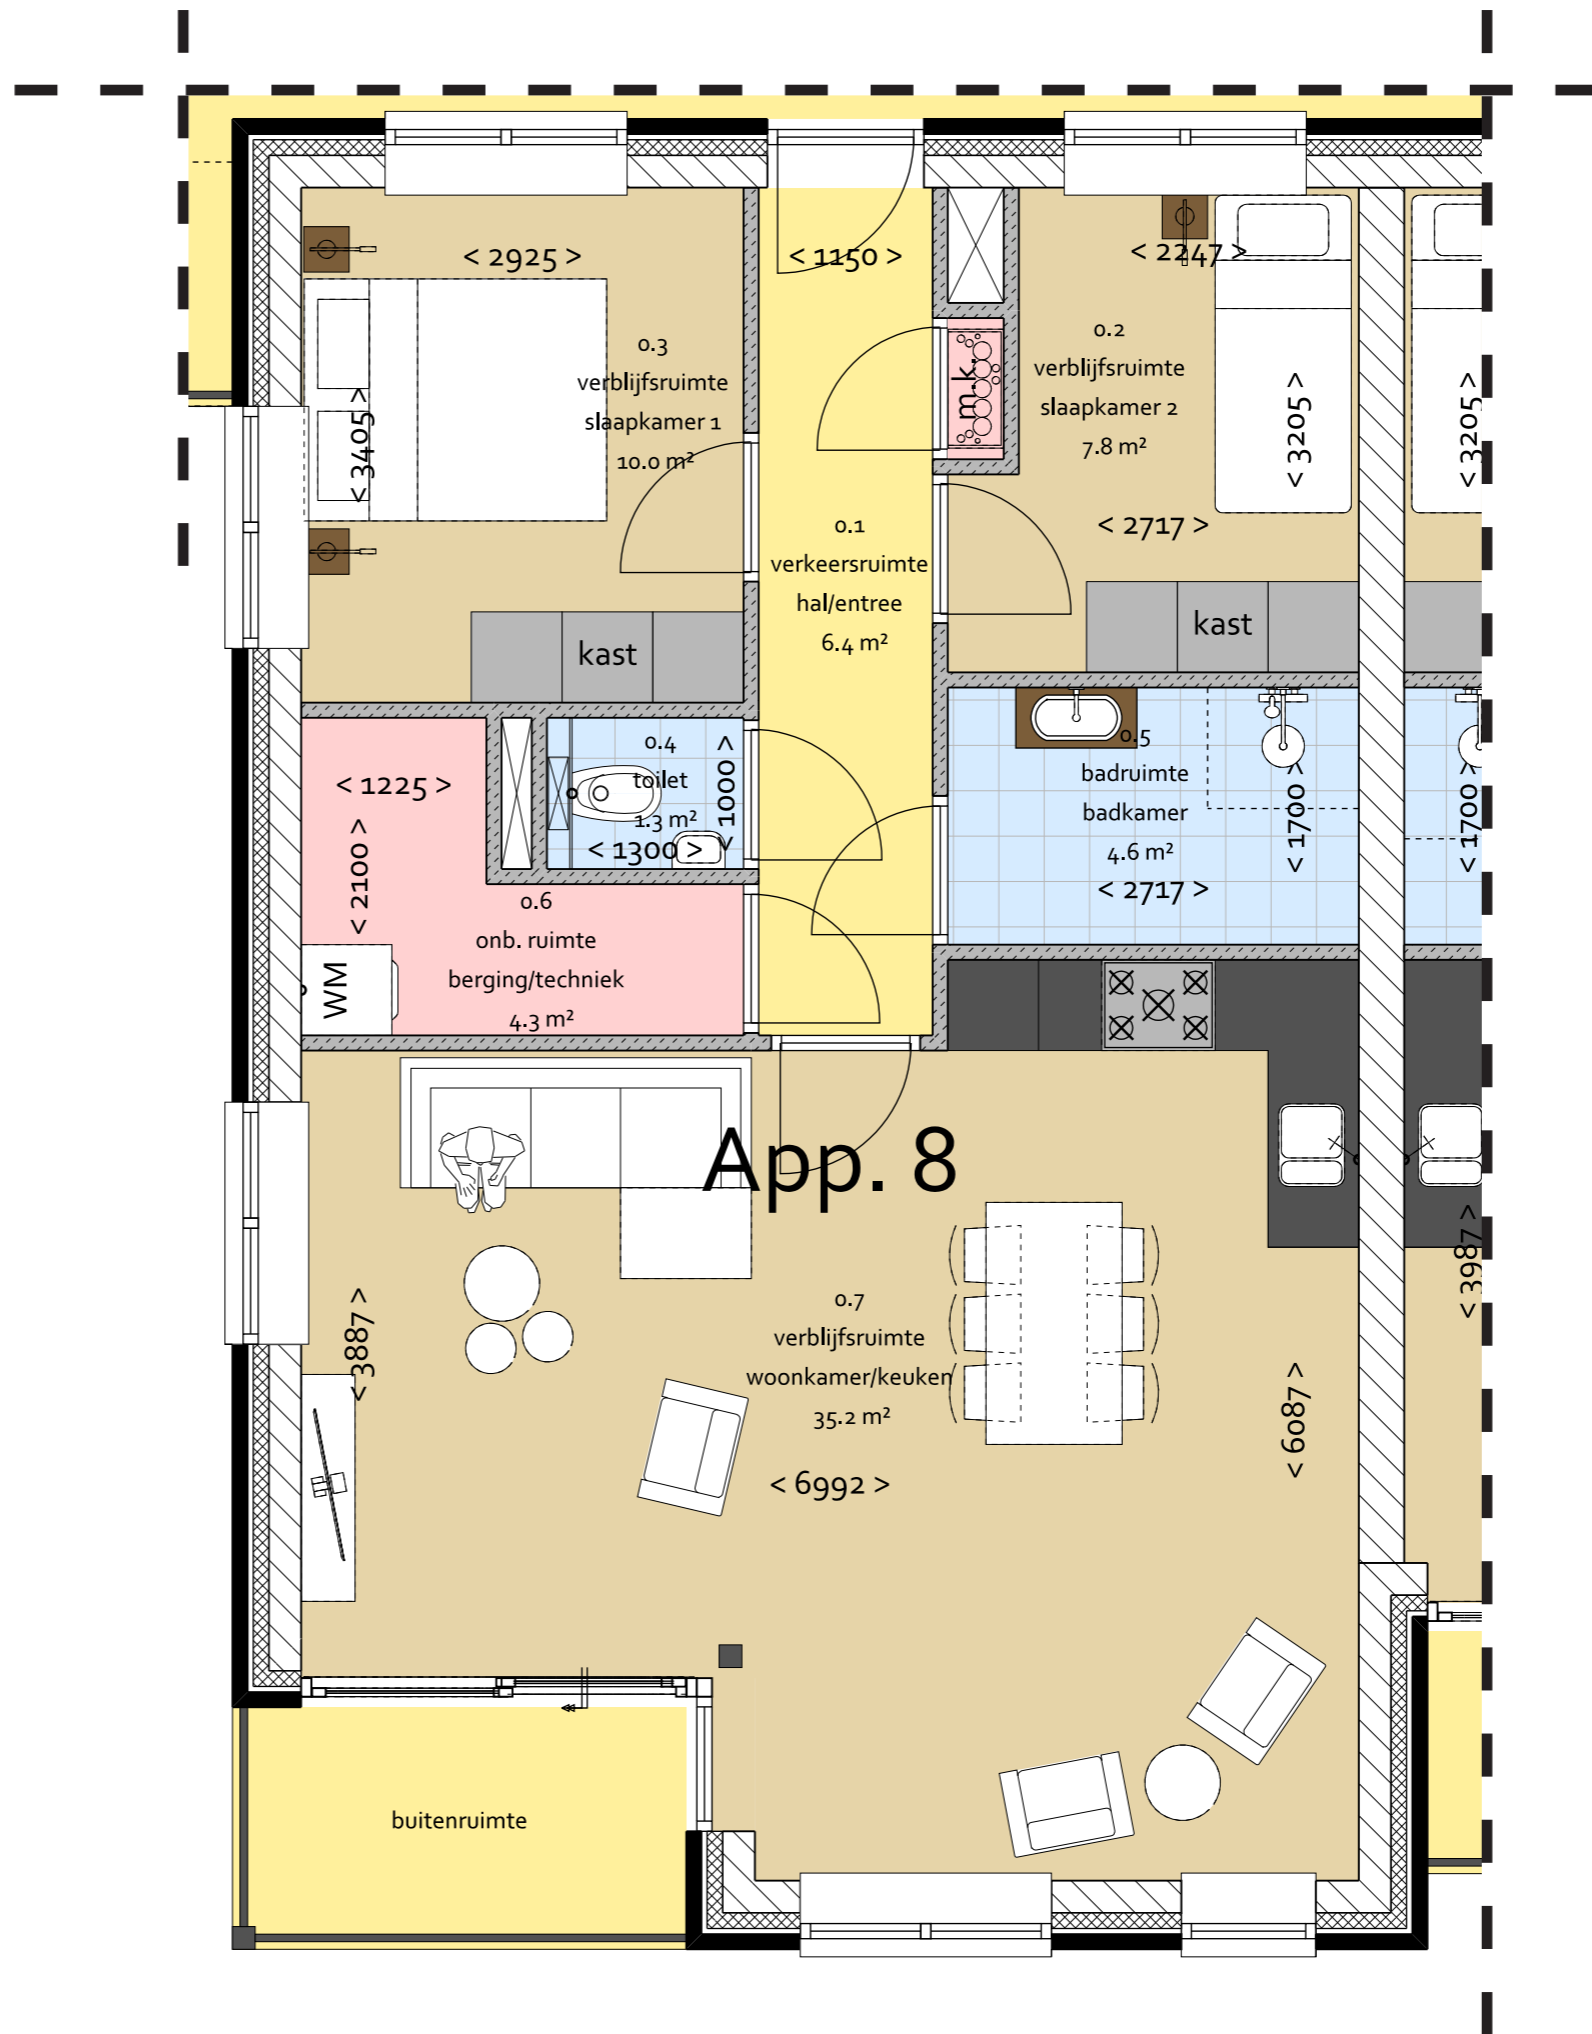 < 2925 >
< 1150 >
< 2247 >
0.3
verblijfsruimte
slaapkamer 1
10.0 m²
< 3405 >
m.k.
0.2
verblijfsruimte
slaapkamer 2
7.8 m²
< 3205 >
< 3205 >
< 2717 >
0.1
verkeersruimte
hal/entree
6.4 m²
kast
kast
< 1225 >
< 2100 >
0.4
toilet
1.3 m²
< 1300 >
< 1000 >
0.5
badruimte
badkamer
4.6 m²
< 2717 >
< 1700 >
< 1700 >
0.6
onb. ruimte
berging/techniek
4.3 m²
WM
App. 8
< 3887 >
0.7
verblijfsruimte
woonkamer/keuken
35.2 m²
< 6992 >
< 6087 >
< 3987 >
buitenruimte